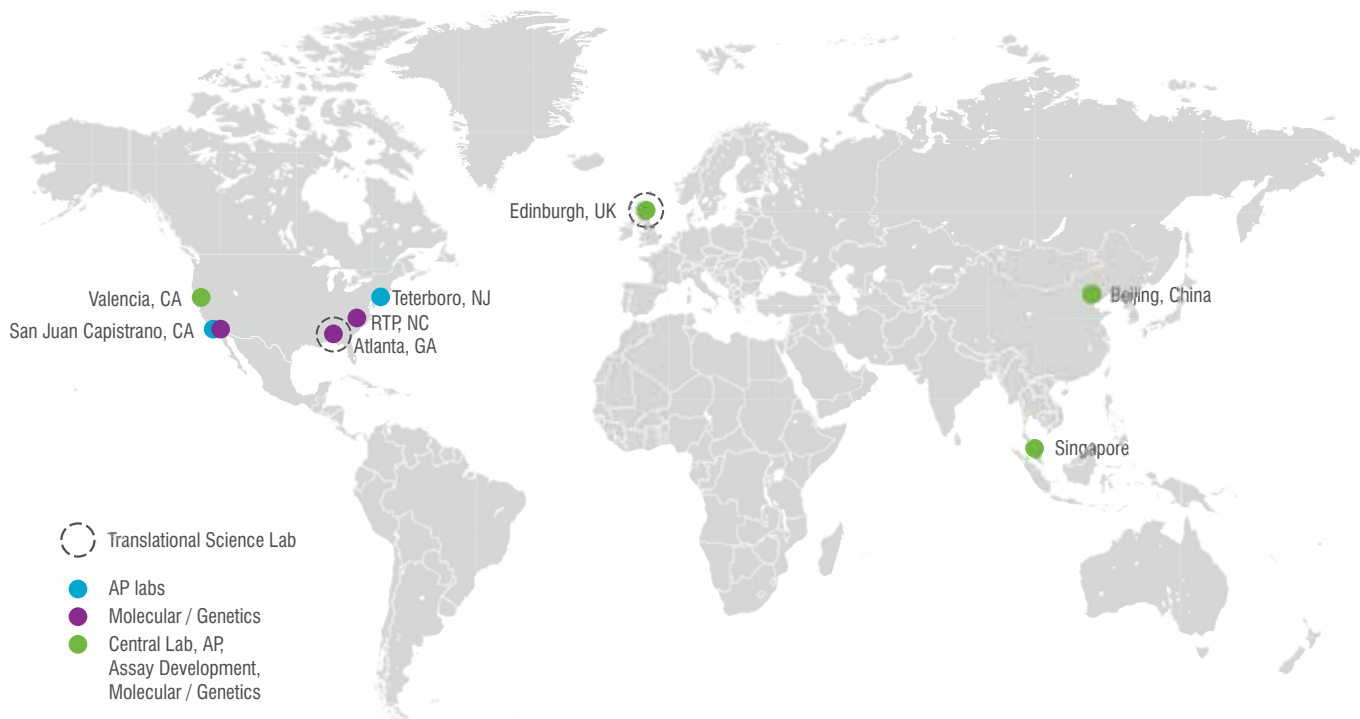 Edinburgh, UK
Valencia, CA
Teterboro, NJ
Beijing, China
San Juan Capistrano, CA
RTP, NC
Atlanta, GA
Singapore
Translational Science Lab
AP labs
Molecular / Genetics
Central Lab, AP,
Assay Development,
Molecular / Genetics